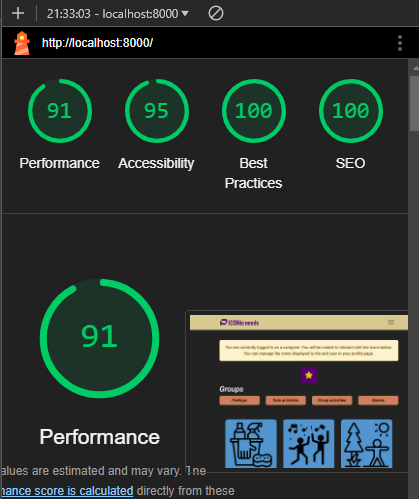 21:33:03 - localhost:8000
http://localhost:8000/
91
95
100
100
Performance
Accessibility
Best
Practices
SEO
91
Performance
ICONic needs
You are currently logged in as a caregiver. You will be unable to interact with the icons below.
You can manage the icons displayed to the end user in your profile page.
Groups
Feelings
Solo activities
Group activities
Games
alues are estimated and may vary. The
nance score is calculated directly from these